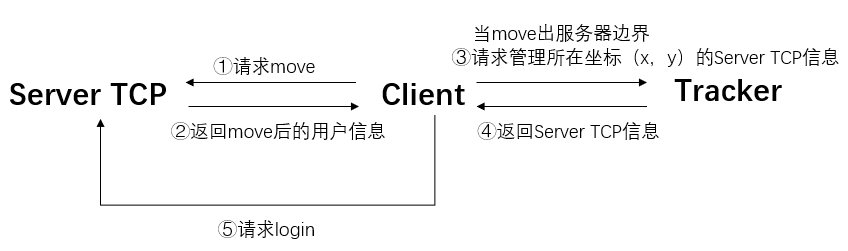 当move出服务器边界
①请求move
③请求管理所在坐标（x，y）的Server TCP信息
Server TCP
Client
Tracker
②返回move后的用户信息
④返回Server TCP信息
⑤请求login